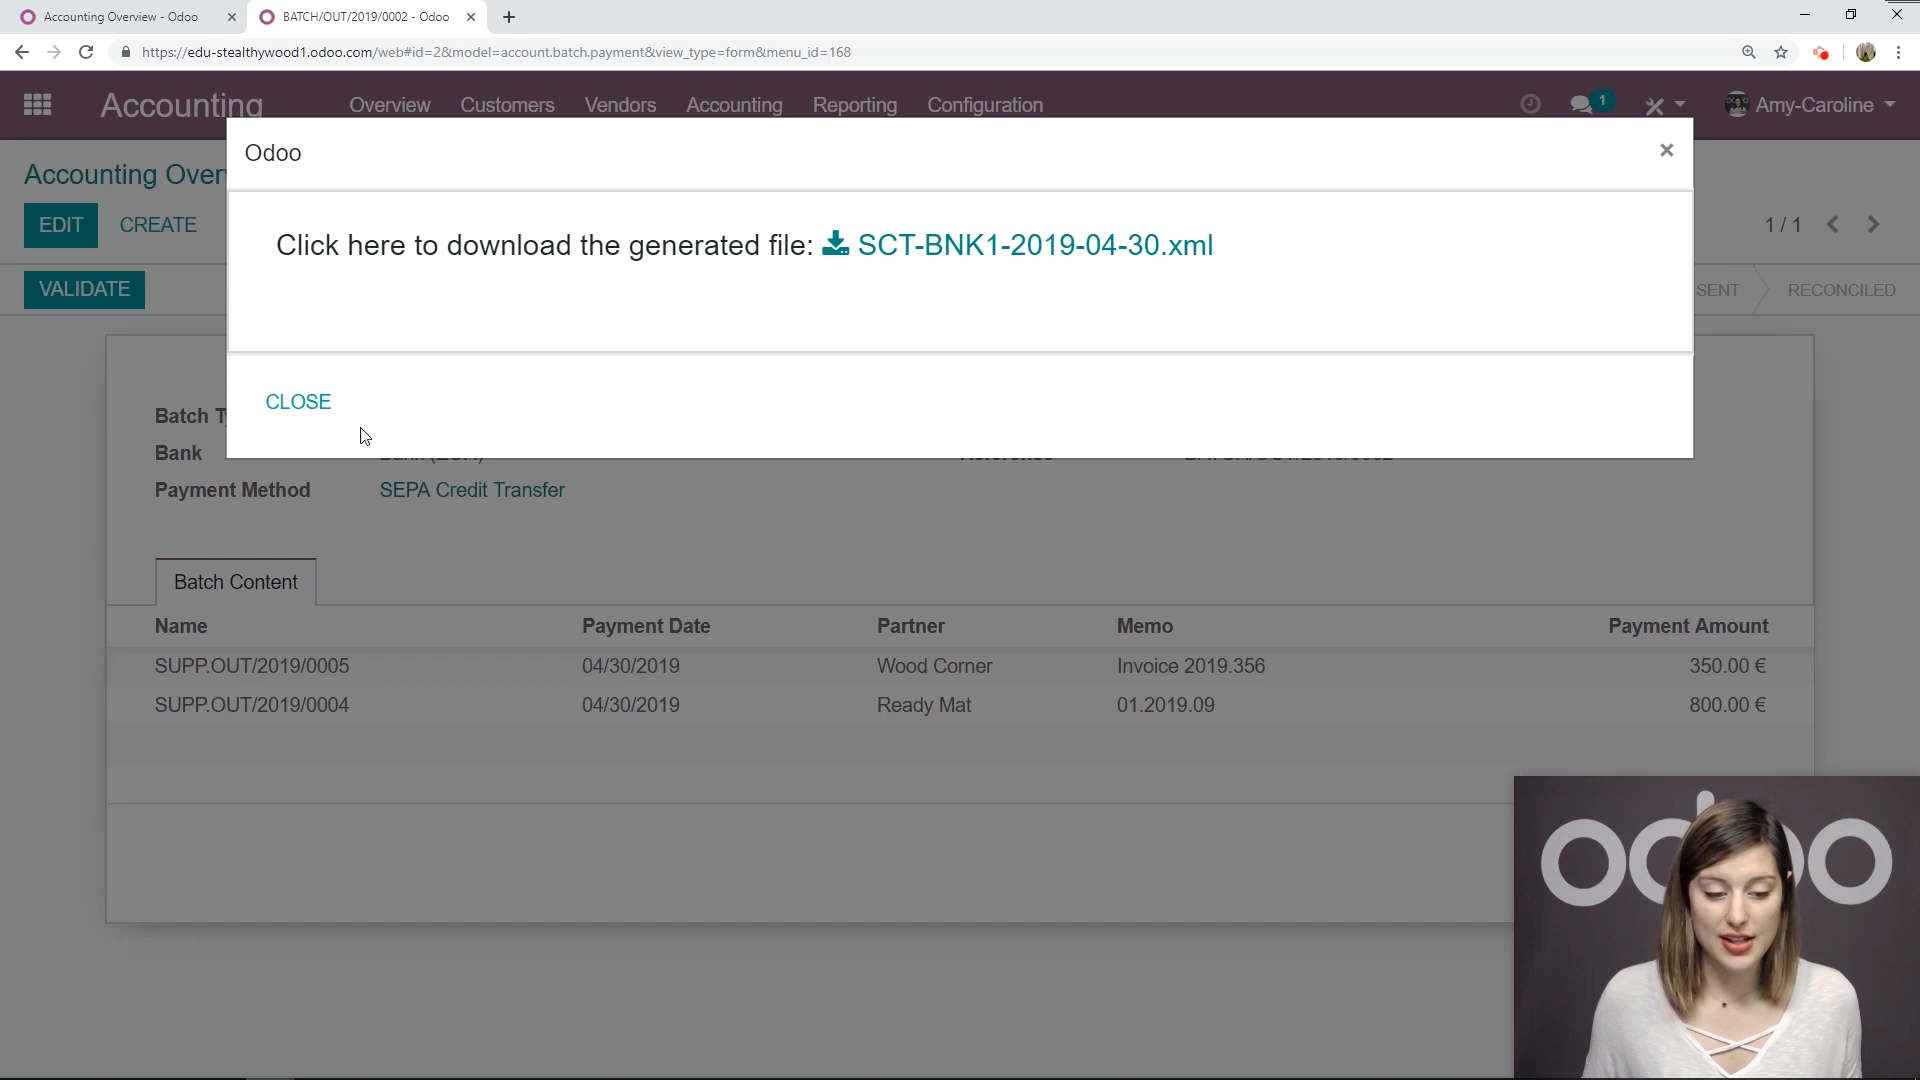 Accounting Overview - Odoo
BATCH/OUT/2019/0002 - Odoo
https://edu-stealthywood1.odoo.com/web#id=2&model=account.batch.payment&view_type=form&menu_id=168
Accounting
Overview
Customers
Vendors
Accounting
Reporting
Configuration
1
Amy-Caroline
Odoo
Accounting Over
EDIT
CREATE
1 / 1
Click here to download the generated file: SCT-BNK1-2019-04-30.xml
VALIDATE
SENT
RECONCILED
CLOSE
Batch T
Bank
Payment Method
SEPA Credit Transfer
Batch Content
Name Payment Date Partner Memo Payment Amount
SUPP.OUT/2019/0005 04/30/2019 Wood Corner Invoice 2019.356 350.00 €
SUPP.OUT/2019/0004 04/30/2019 Ready Mat 01.2019.09 800.00 €
odoo